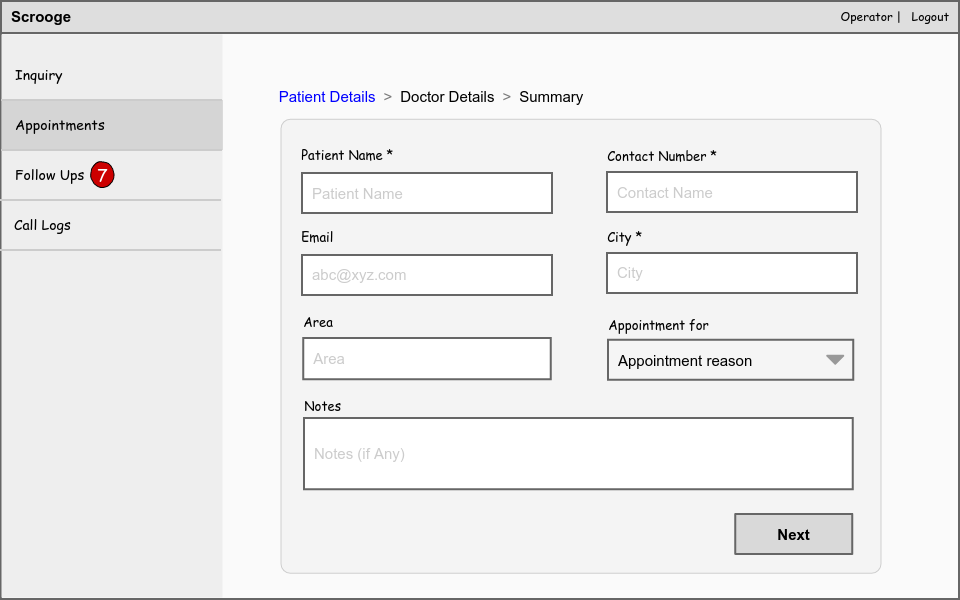 Scrooge
Operator | Logout
Inquiry
Appointments
Follow Ups 7
Call Logs
Patient Details > Doctor Details > Summary
Patient Name * Contact Number *
Patient Name Contact Name
Email City *
abc@xyz.com City
Area Appointment for
Area Appointment reason
Notes
Notes (if Any)
Next